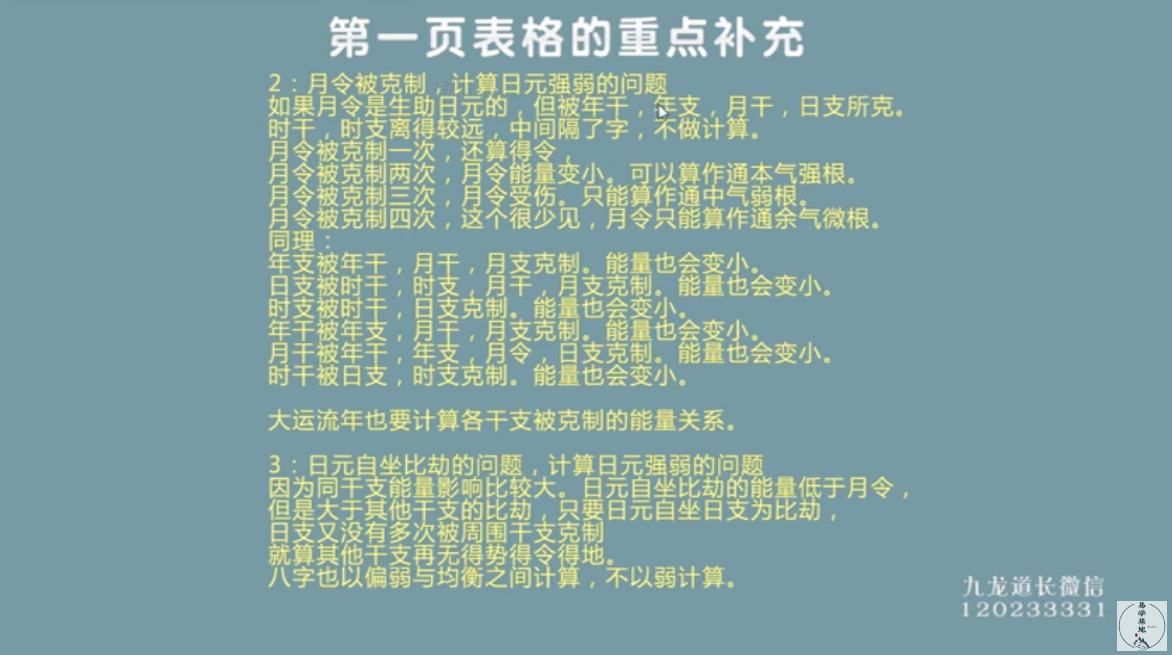 第一页表格的重点补充
2：月令被克制，计算日元强弱的问题
如果月令是生助日元的，但被年干，年支，月干，日支所克。
时干，时支离得较远，中间隔了字，不做计算。
月令被克制一次，还算得令，
月令被克制两次，月令能量变小。可以算作通本气强根。
月令被克制三次，月令受伤。只能算作通中气弱根。
月令被克制四次，这个很少见，月令只能算作通余气微根。
同理：
年支被年干，月干，月支克制。能量也会变小。
日支被时干，时支，月干，月支克制。能量也会变小。
时支被时干，日支克制。能量也会变小。
年干被年支，月干，月支克制。能量也会变小。
月干被年干，年支，月令，日支克制。能量也会变小。
时干被日支，时支克制。能量也会变小。
大运流年也要计算各干支被克制的能量关系。
3：日元自坐比劫的问题，计算日元强弱的问题
因为同干支能量影响比较大。日元自坐比劫的能量低于月令，
但是大于其他干支的比劫，只要日元自坐日支为比劫，
日支又没有多次被周围干支克制
就算其他干支再无得势得令得地。
八字也以偏弱与均衡之间计算，不以弱计算。
九龙道长微信
120233331
易学基地